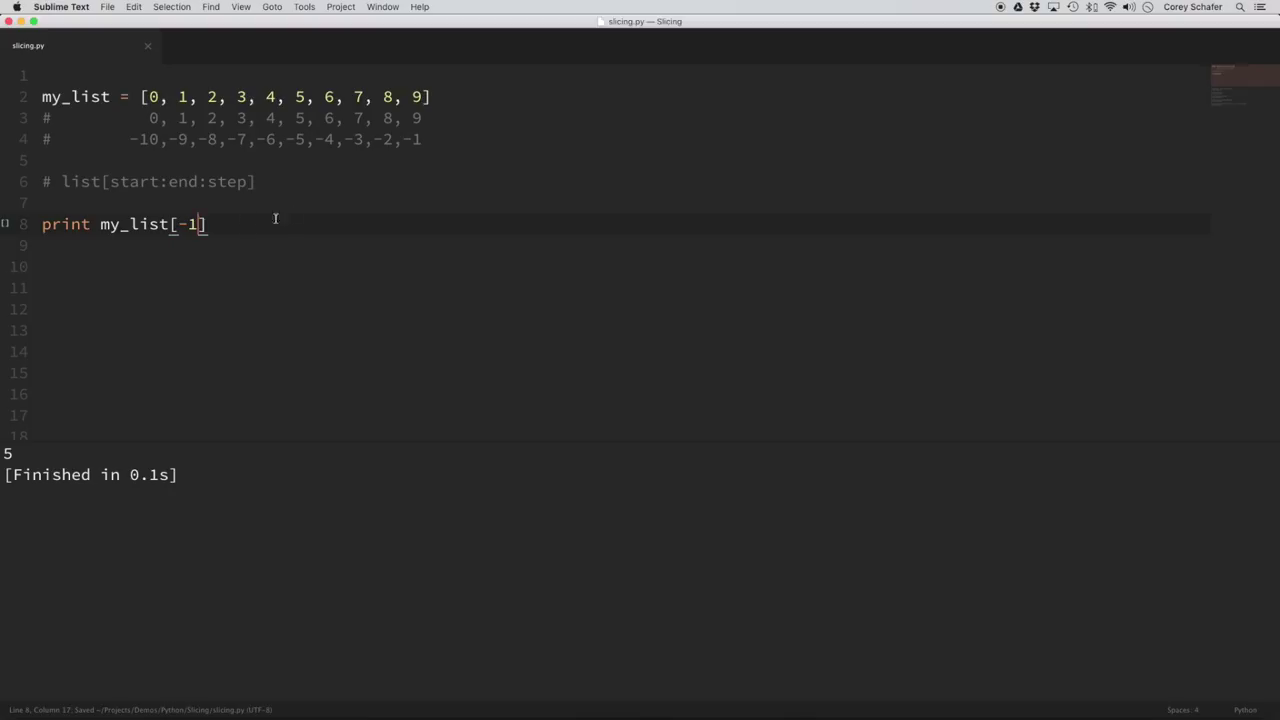 Sublime Text File Edit Selection Find View Goto Tools Project Window Help Corey Schafer
slicing.py — Slicing
slicing.py
1
2 my_list = [0, 1, 2, 3, 4, 5, 6, 7, 8, 9]
3 # 0, 1, 2, 3, 4, 5, 6, 7, 8, 9
4 # -10,-9,-8,-7,-6,-5,-4,-3,-2,-1
5
6 # list[start:end:step]
7
8 print my_list[-1]
9
10
11
12
13
14
15
16
17
18
5
[Finished in 0.1s]
Line 8, Column 17; Saved ~/Projects/Demos/Python/Slicing/slicing.py (UTF-8) Spaces: 4 Python